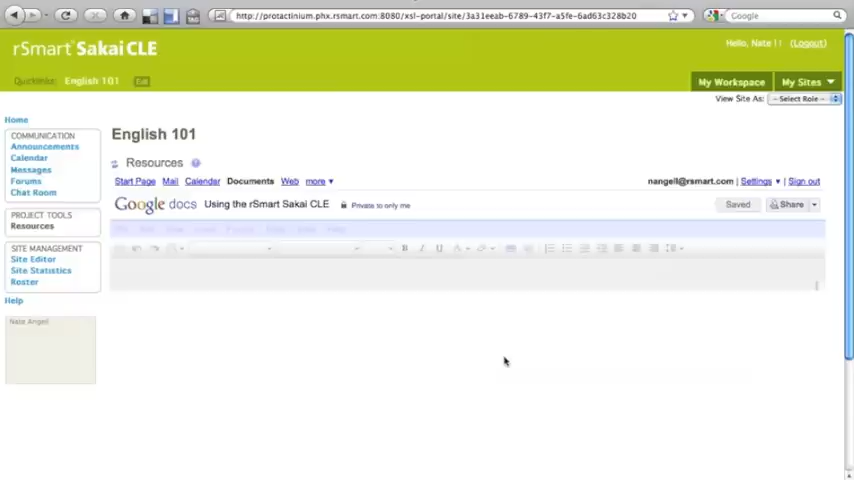 http://protactinium.phx.rsmart.com:8080/xsl-portal/site/3a31eeab-6789-43f7-a5fe-6ad63c328b20
Google
rSmart Sakai CLE
Hello, Nate !! (Logout)
Quicklinks: English 101
My Workspace My Sites
View Site As: -- Select Role --
Home
English 101
COMMUNICATION
Announcements
Calendar
Messages
Forums
Chat Room
PROJECT TOOLS
Resources
SITE MANAGEMENT
Site Editor
Site Statistics
Roster
Help
Nate Angell
Resources
Start Page Mail Calendar Documents Web more
nangell@rsmart.com | Settings | Sign out
Google docs Using the rSmart Sakai CLE Private to only me
Saved Share
B I U A